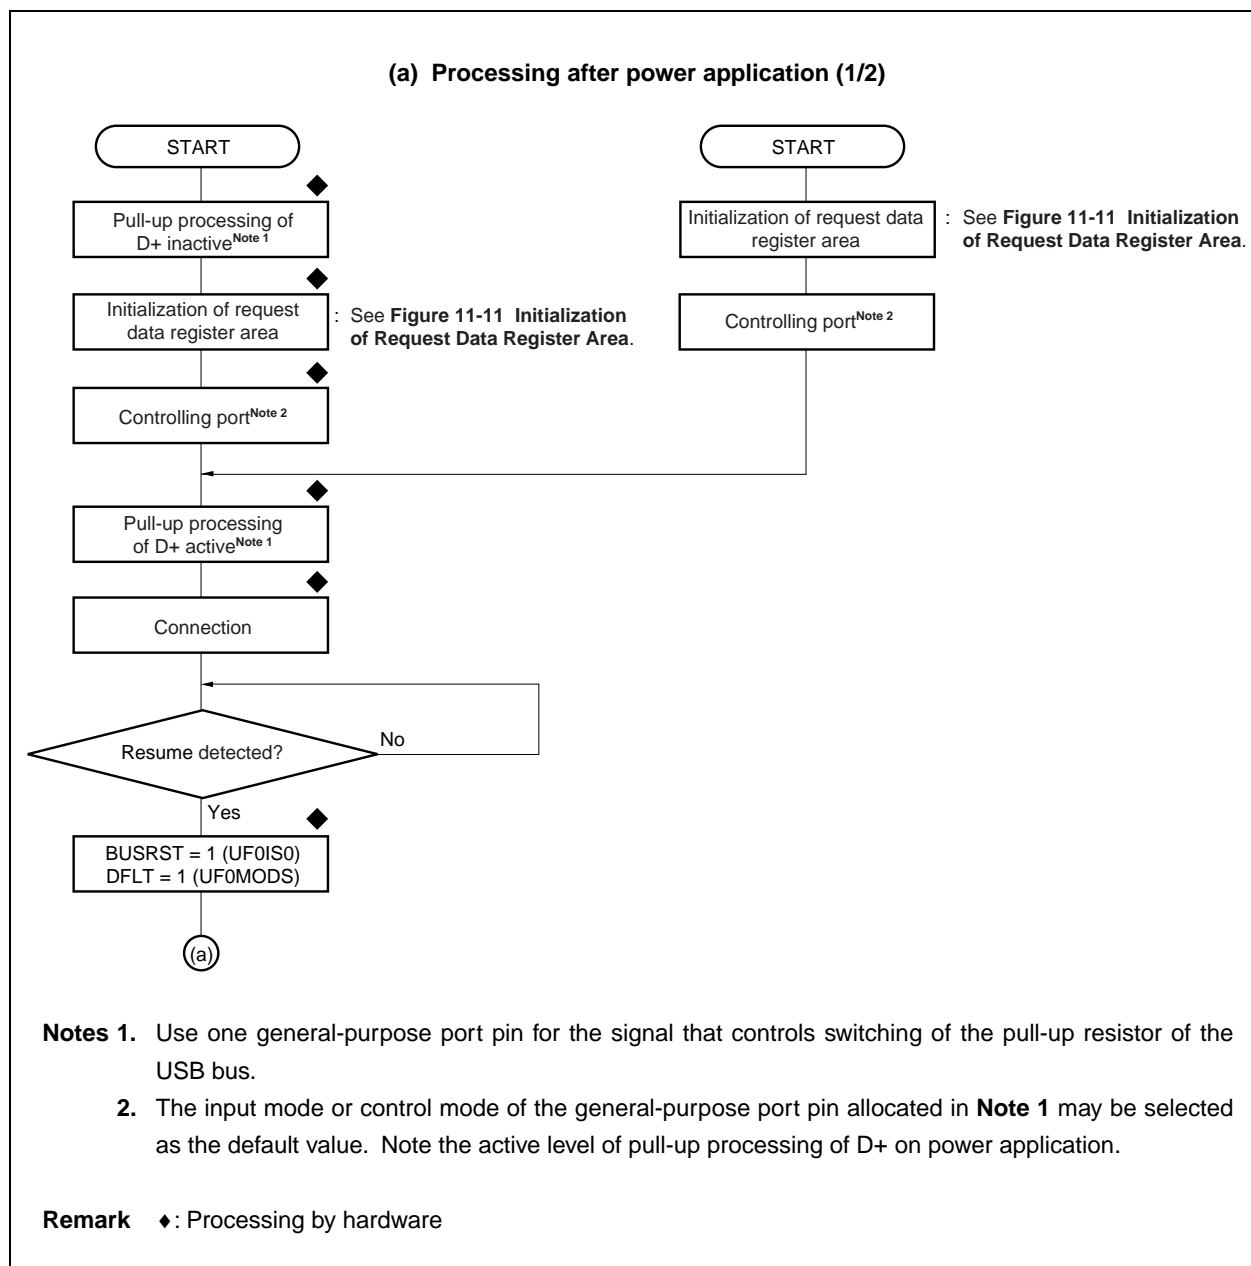 (a) Processing after power application (1/2)
START
Pull-up processing of
D+ inactiveNote 1
Initialization of request
data register area
: See Figure 11-11 Initialization
of Request Data Register Area.
Controlling portNote 2
START
Initialization of request data
register area
: See Figure 11-11 Initialization
of Request Data Register Area.
Controlling portNote 2
Pull-up processing
of D+ activeNote 1
Connection
Resume detected?
No
Yes
BUSRST = 1 (UF0IS0)
DFLT = 1 (UF0MODS)
(a)
Notes 1. Use one general-purpose port pin for the signal that controls switching of the pull-up resistor of the
USB bus.
2. The input mode or control mode of the general-purpose port pin allocated in Note 1 may be selected
as the default value. Note the active level of pull-up processing of D+ on power application.
Remark ♦: Processing by hardware